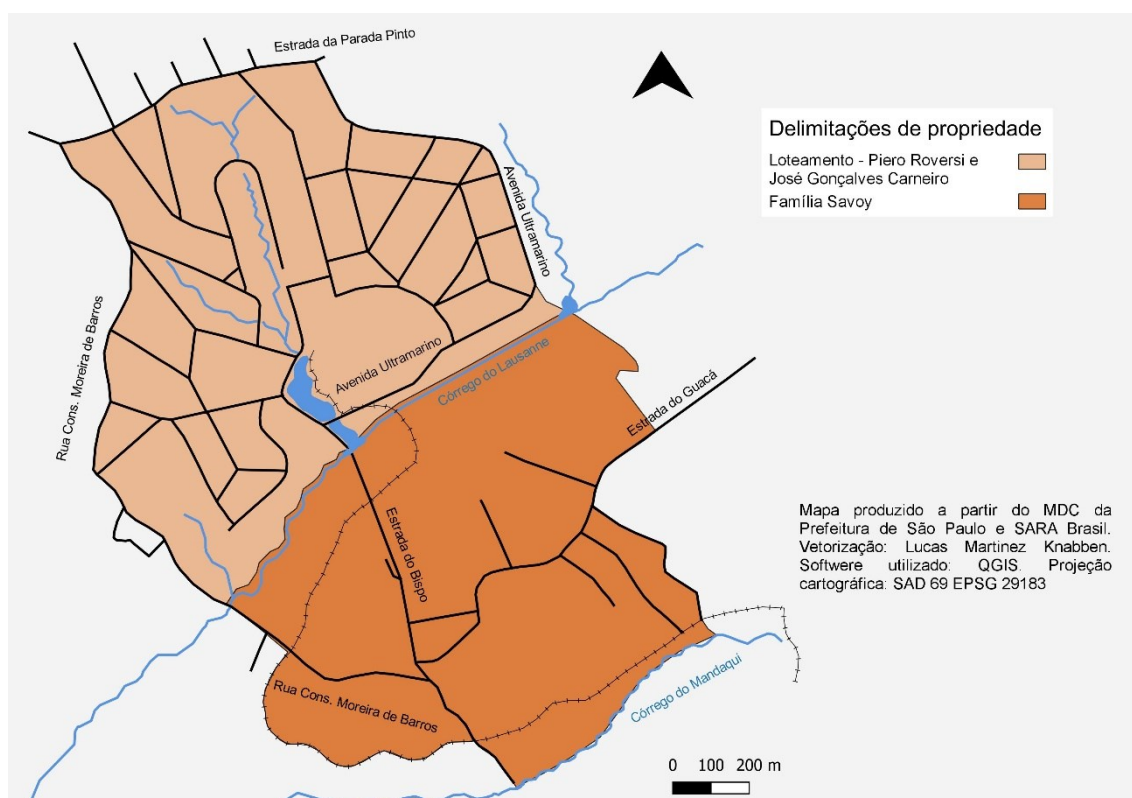 Estrada da Parada Pinto
Delimitações de propriedade
Loteamento - Piero Roversi e
José Gonçalves Carneiro
Família Savoy
Avenida Ultramarino
Rua Cons. Moreira de Barros
Avenida Ultramarino
Córrego do Lausanne
Estrada do Guacá
Estrada do Bispo
Mapa produzido a partir do MDC da
Prefeitura de São Paulo e SARA Brasil.
Vetorização: Lucas Martinez Knabben.
Softwere utilizado: QGIS. Projeção
cartográfica: SAD 69 EPSG 29183
Rua Cons. Moreira de Barros
Córrego do Mandaqui
0 100 200 m